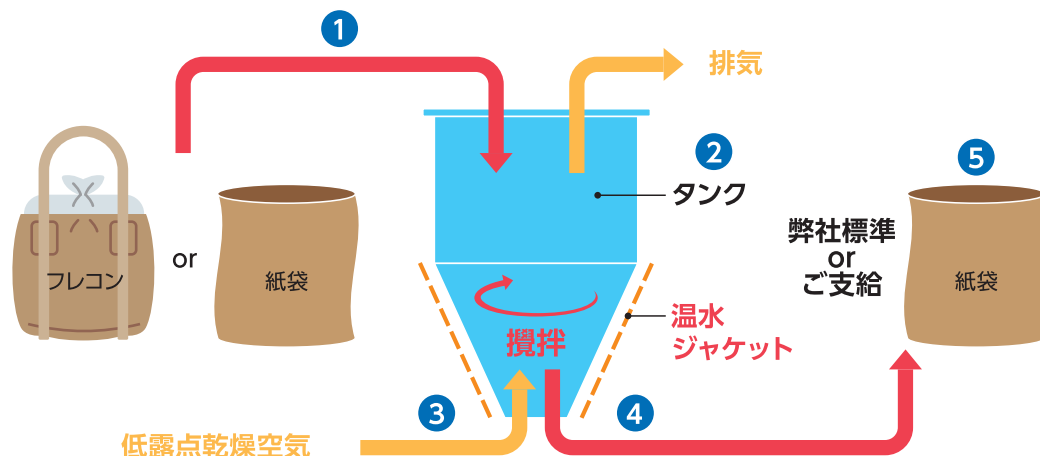 ①
排気
②
タンク
フレコン
or
紙袋
攪拌
温水
ジャケット
③
低露点乾燥空気
④
⑤
弊社標準
or
ご支給
紙袋